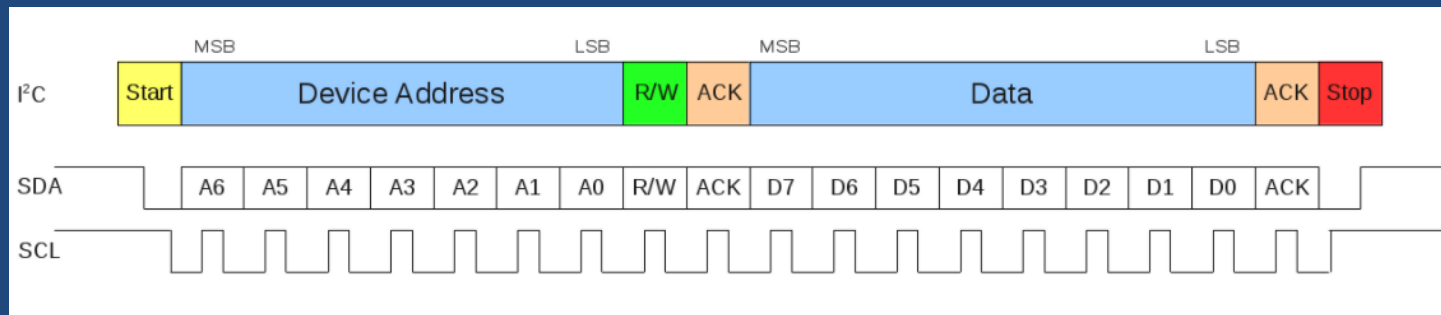 MSB LSB MSB LSB
I²C Start Device Address R/W ACK Data ACK Stop
SDA A6 A5 A4 A3 A2 A1 A0 R/W ACK D7 D6 D5 D4 D3 D2 D1 D0 ACK
SCL